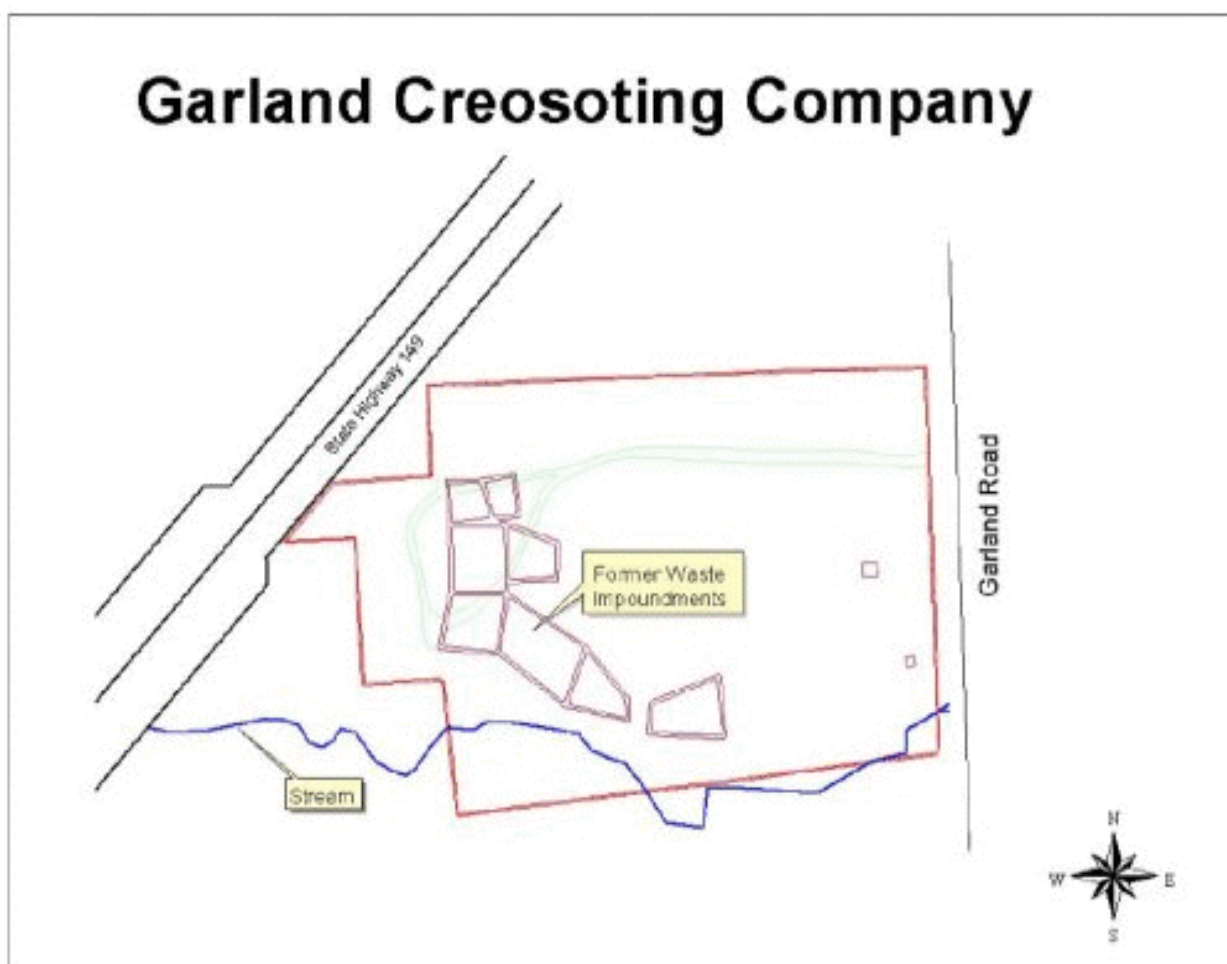 Garland Creosoting Company
State Highway 149
Garland Road
Former Waste
Impoundments
Stream
N
W
E
S